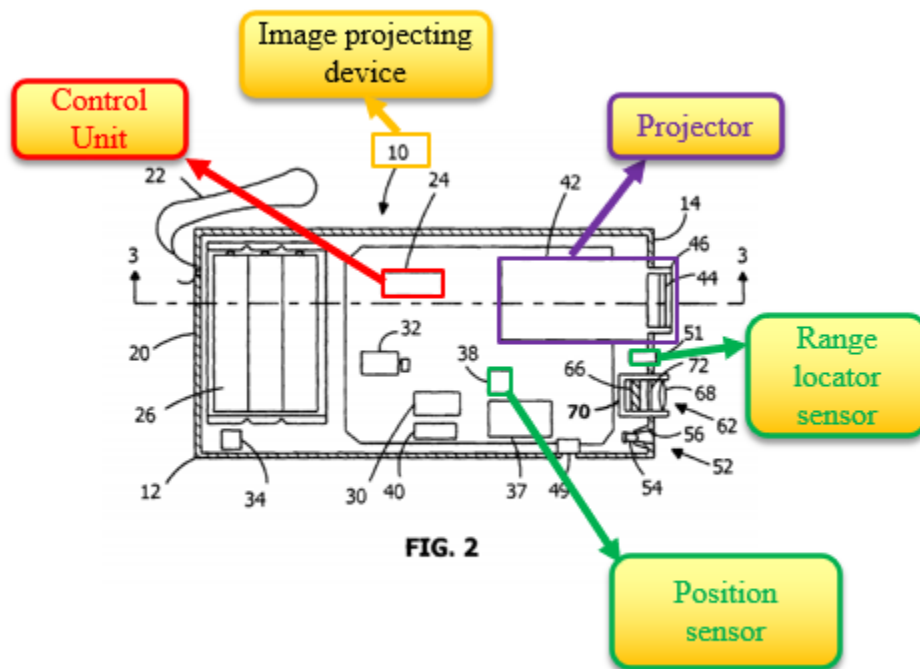 Image projecting
device
Control
Unit
Projector
10
22
24
42
14
46
3
3
44
32
38
51
Range
locator
sensor
20
72
66
68
26
70
62
56
52
12
34
30
40
37
49
54
FIG. 2
Position
sensor